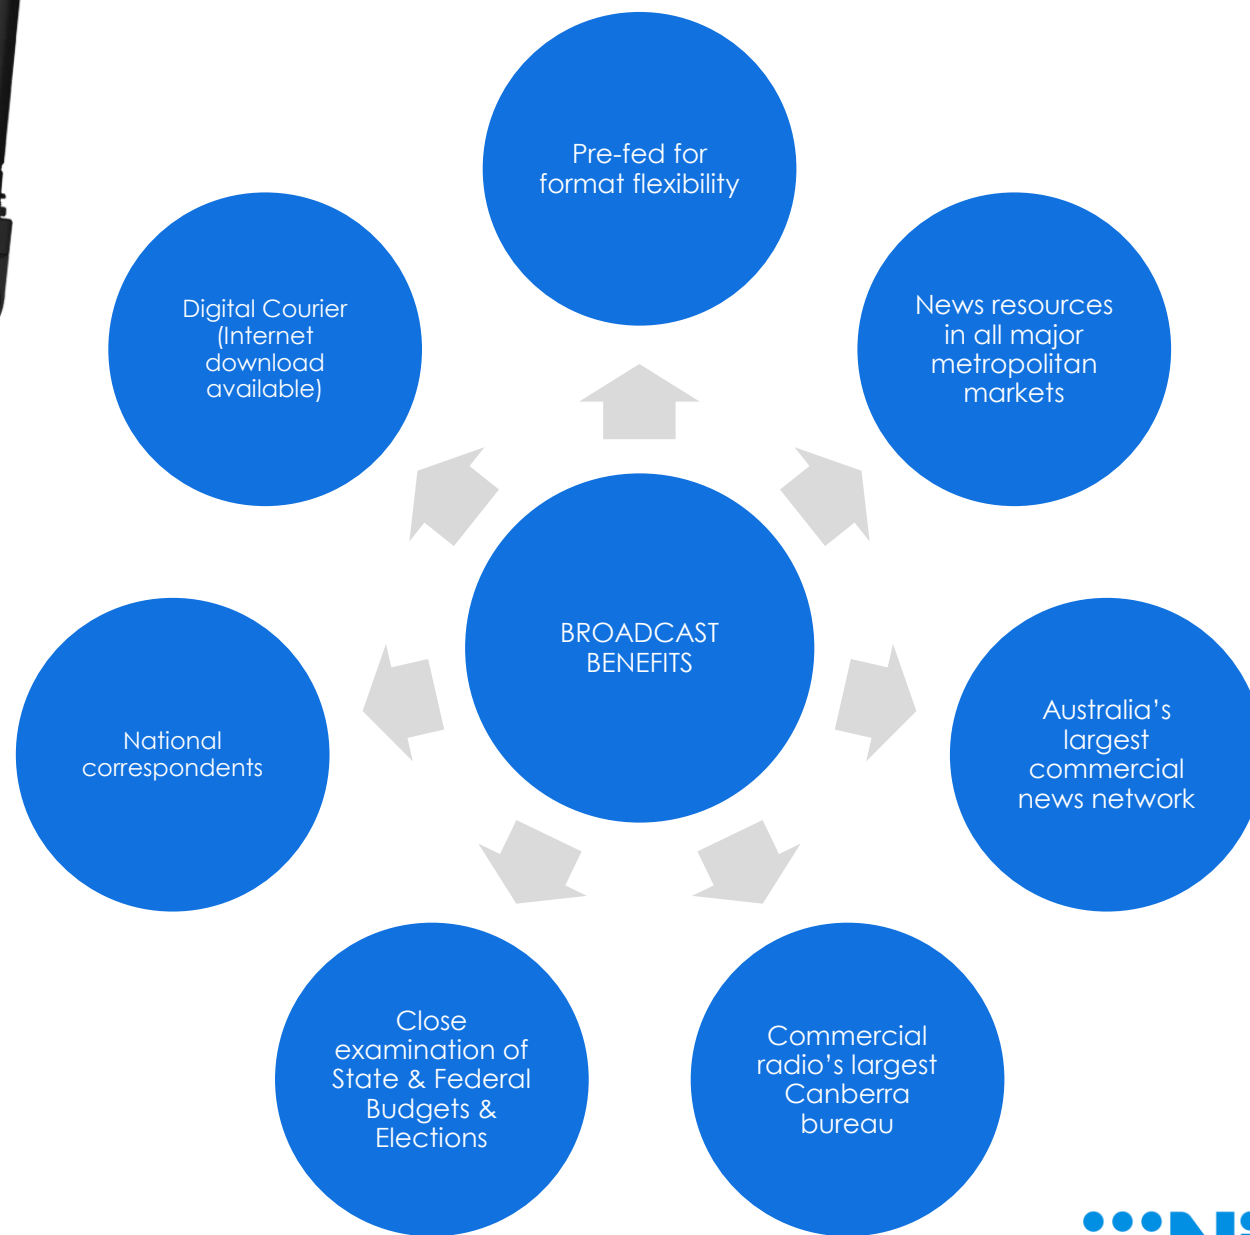 Pre-fed for
format flexibility
News resources
in all major
metropolitan
markets
Australia’s
largest
commercial
news network
Commercial
radio’s largest
Canberra
bureau
Close
examination of
State & Federal
Budgets &
Elections
National
correspondents
Digital Courier
(Internet
download
available)
BROADCAST
BENEFITS